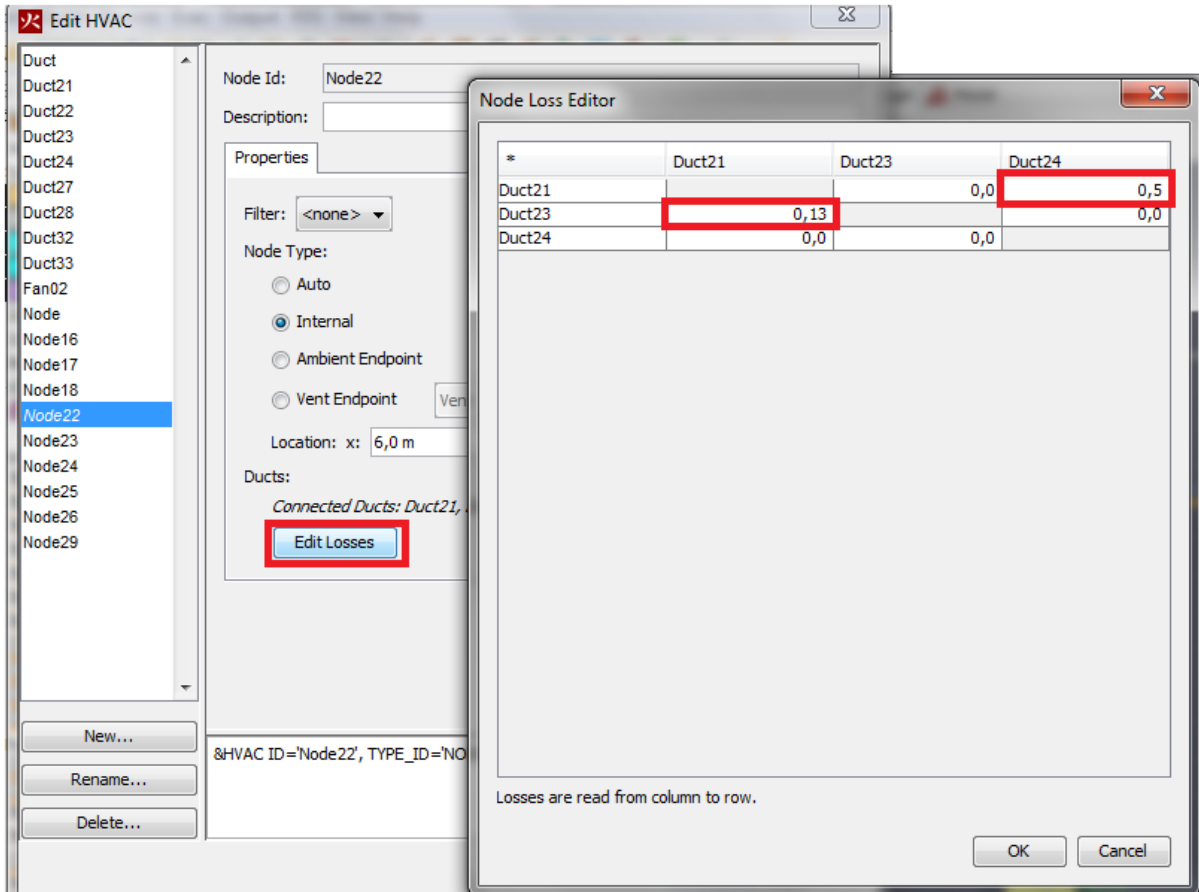 Edit HVAC
Duct
Duct21
Duct22
Duct23
Duct24
Duct27
Duct28
Duct32
Duct33
Fan02
Node
Node16
Node17
Node18
Node22
Node23
Node24
Node25
Node26
Node29
New...
Rename...
Delete...
Node Id: Node22
Description:
Properties
Filter: <none>
Node Type:
Auto
Internal
Ambient Endpoint
Vent Endpoint Ven
Location: x: 6,0 m
Ducts:
Connected Ducts: Duct21,
Edit Losses
&HVAC ID='Node22', TYPE_ID='NO
Node Loss Editor
* Duct21 Duct23 Duct24
Duct21 0,0 0,5
Duct23 0,13 0,0
Duct24 0,0 0,0
Losses are read from column to row.
OK Cancel